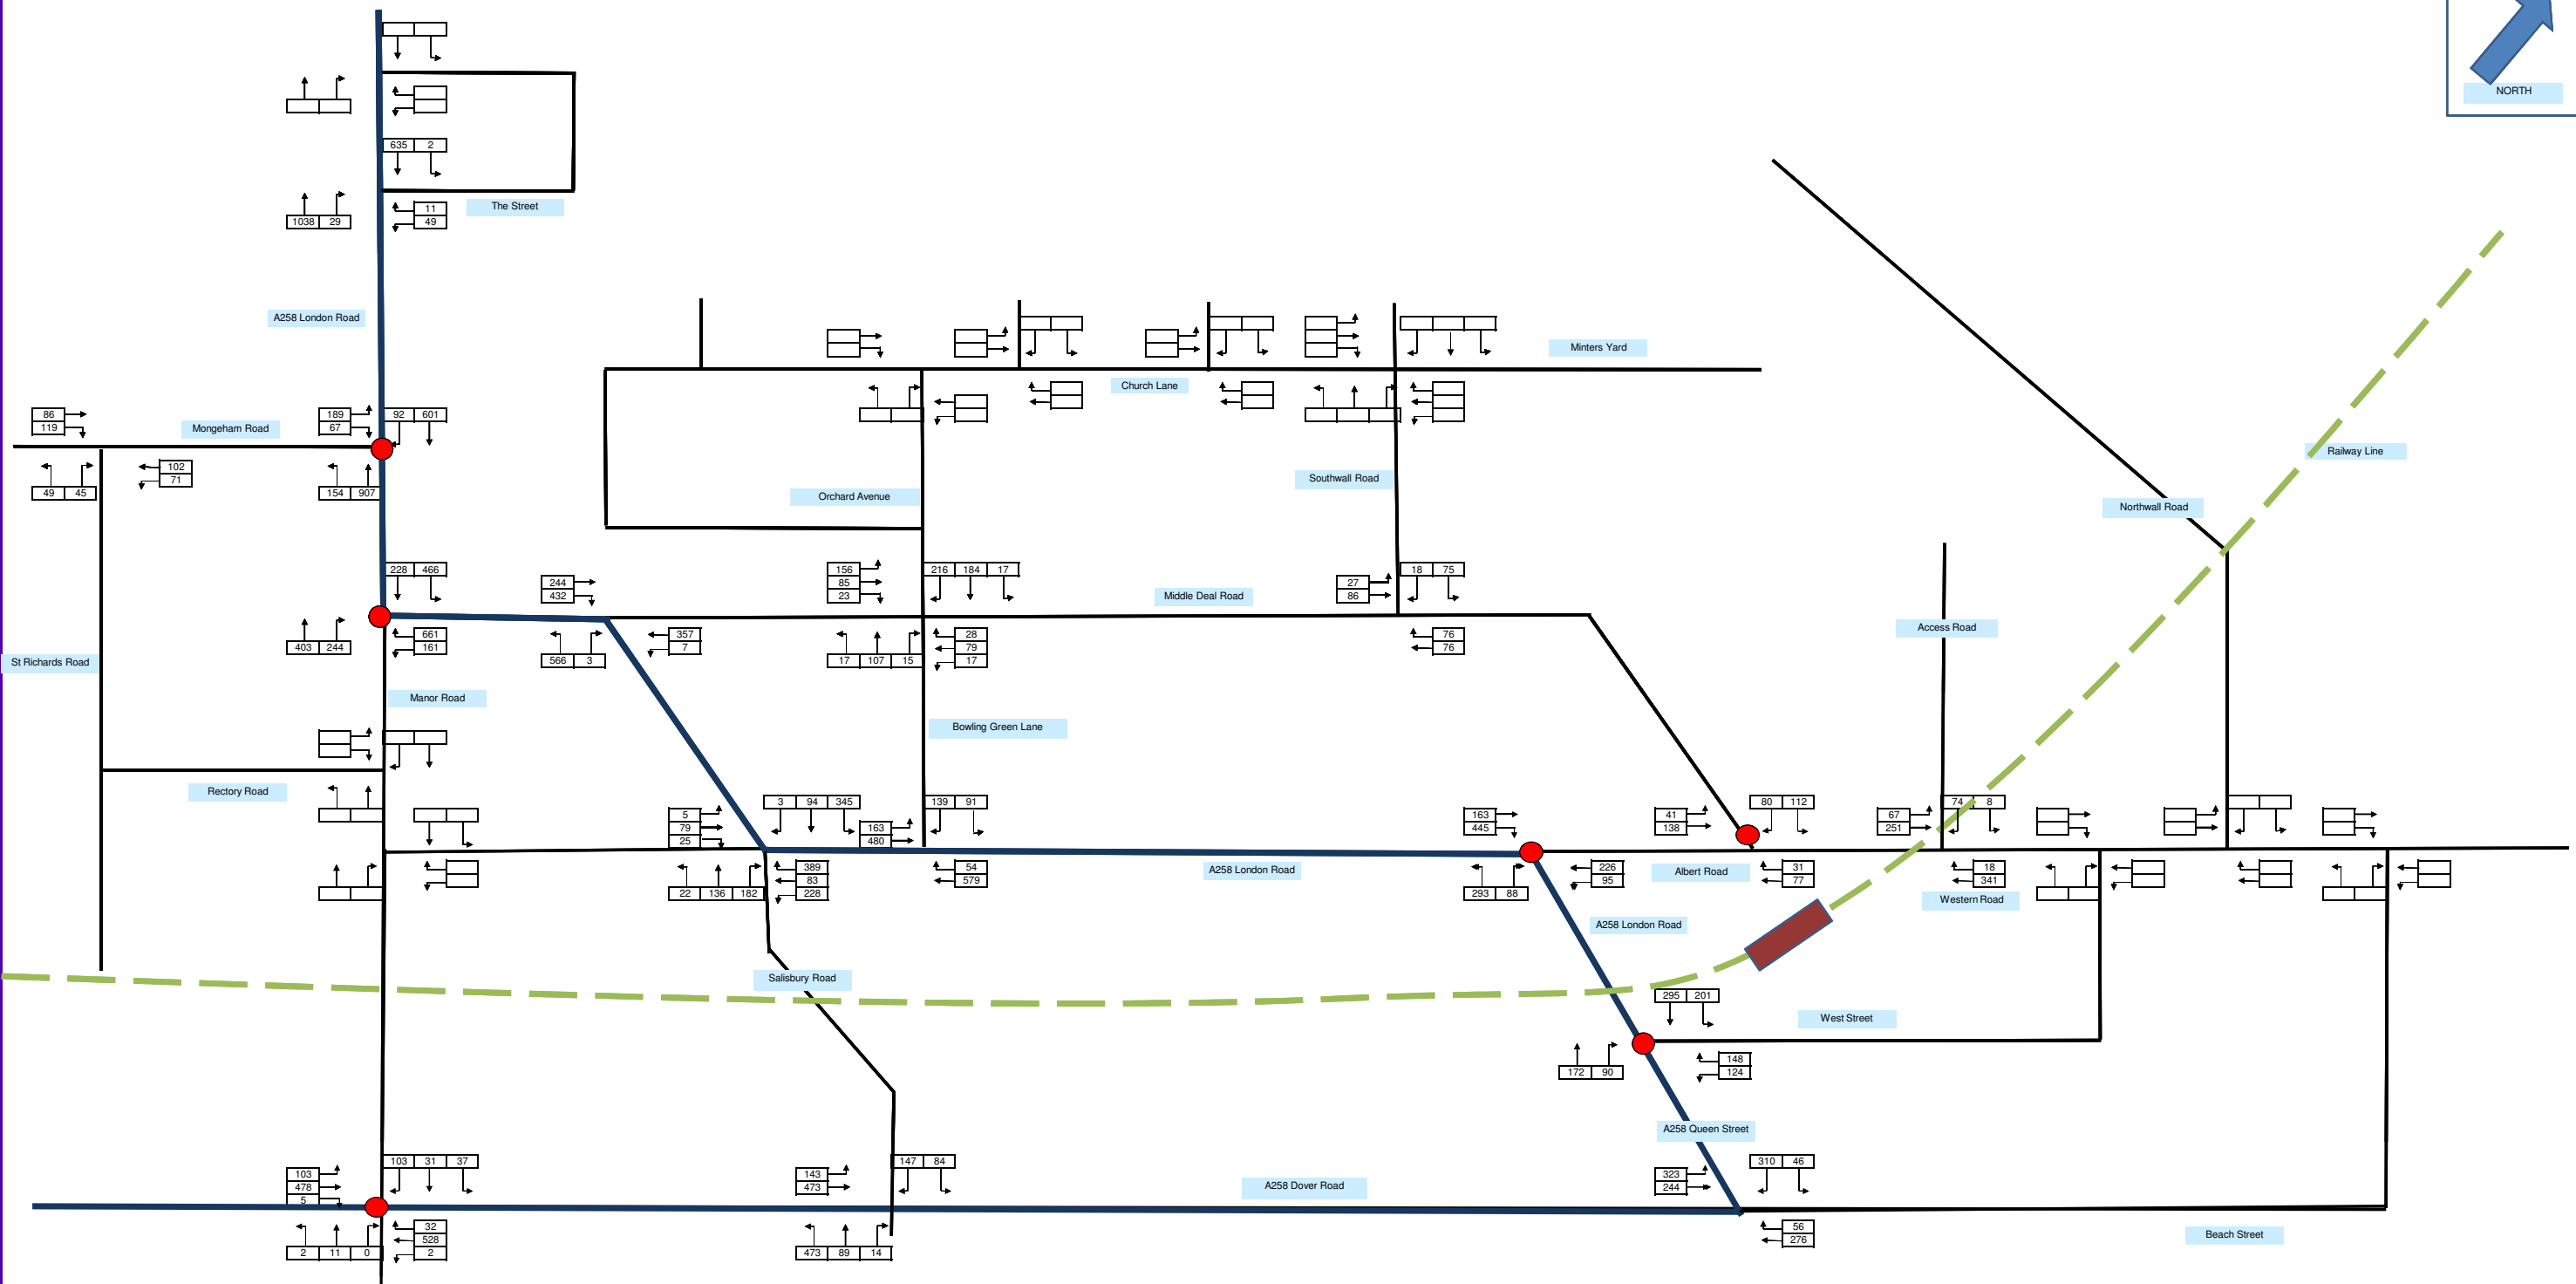 NORTH
635 2
The Street
11
1038 29
49
A258 London Road
Minters Yard
Church Lane
86
119
Mongeham Road
189
67
92 601
102
71
49 45
154 907
Orchard Avenue
Southwall Road
Railway Line
Northwall Road
228 466
244
432
156
85
23
216 184 17
Middle Deal Road
27
86
18 75
Access Road
403 244
661
161
566 3
357
7
17 107 15
28
79
17
76
76
St Richards Road
Manor Road
Bowling Green Lane
Rectory Road
5
79
25
3 94 345
163
480
139 91
163
445
41
138
80 112
67
251
74 8
22 136 182
389
83
228
54
579
A258 London Road
293 88
226
95
Albert Road
31
77
18
341
Western Road
A258 London Road
Salisbury Road
295 201
West Street
172 90
148
124
A258 Queen Street
103
478
5
103 31 37
143
473
147 84
A258 Dover Road
323
244
310 46
2 11 0
32
528
2
473 89 14
56
276
Beach Street